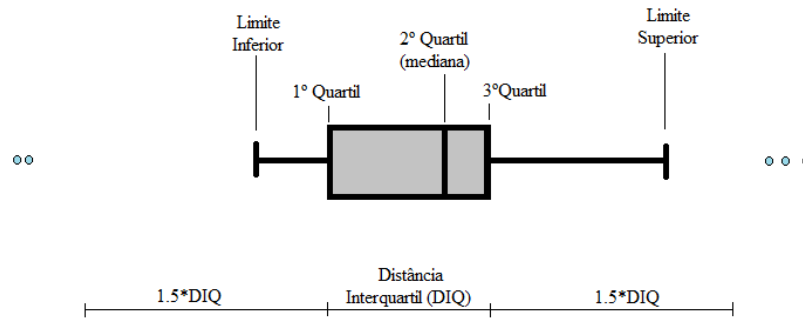 Limite
Inferior
Limite
Superior
2º Quartil
(mediana)
1º Quartil
3ºQuartil
1.5*DIQ
Distância
Interquartil (DIQ)
1.5*DIQ